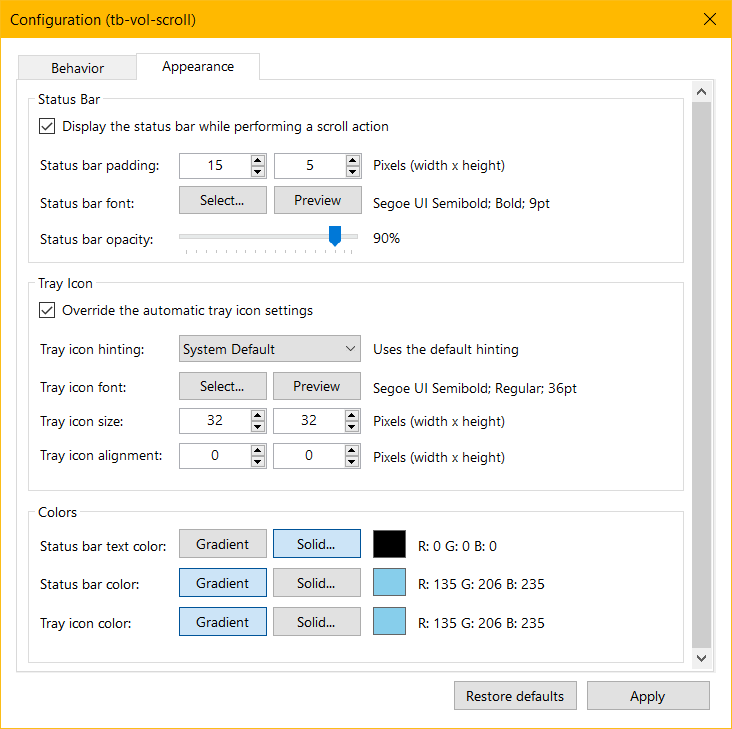 Configuration (tb-vol-scroll)
Behavior Appearance
Status Bar
Display the status bar while performing a scroll action
Status bar padding: 15 5 Pixels (width x height)
Status bar font: Select... Preview Segoe UI Semibold; Bold; 9pt
Status bar opacity: 90%
Tray Icon
Override the automatic tray icon settings
Tray icon hinting: System Default Uses the default hinting
Tray icon font: Select... Preview Segoe UI Semibold; Regular; 36pt
Tray icon size: 32 32 Pixels (width x height)
Tray icon alignment: 0 0 Pixels (width x height)
Colors
Status bar text color: Gradient Solid... R: 0 G: 0 B: 0
Status bar color: Gradient Solid... R: 135 G: 206 B: 235
Tray icon color: Gradient Solid... R: 135 G: 206 B: 235
Restore defaults Apply